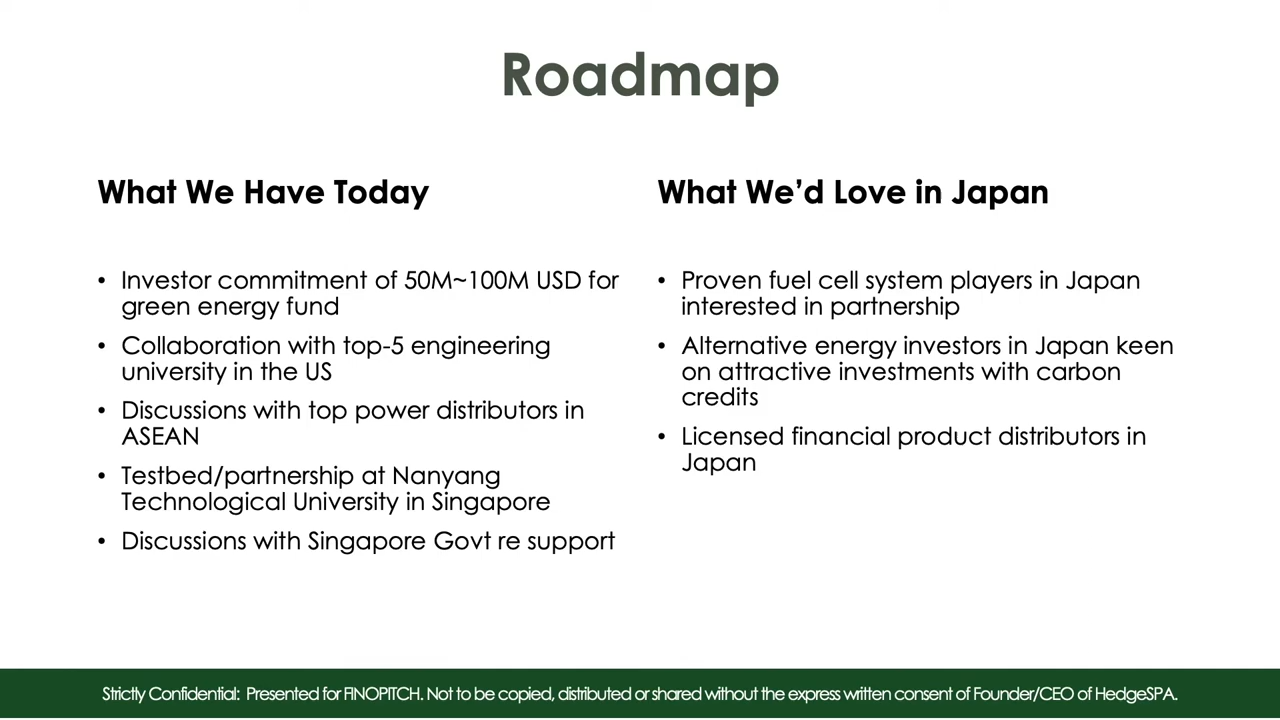 Roadmap
What We Have Today
• Investor commitment of 50M~100M USD for
green energy fund
• Collaboration with top-5 engineering
university in the US
• Discussions with top power distributors in
ASEAN
• Testbed/partnership at Nanyang
Technological University in Singapore
• Discussions with Singapore Govt re support
What We’d Love in Japan
• Proven fuel cell system players in Japan
interested in partnership
• Alternative energy investors in Japan keen
on attractive investments with carbon
credits
• Licensed financial product distributors in
Japan
Strictly Confidential: Presented for FINOPITCH. Not to be copied, distributed or shared without the express written consent of Founder/CEO of HedgeSPA.